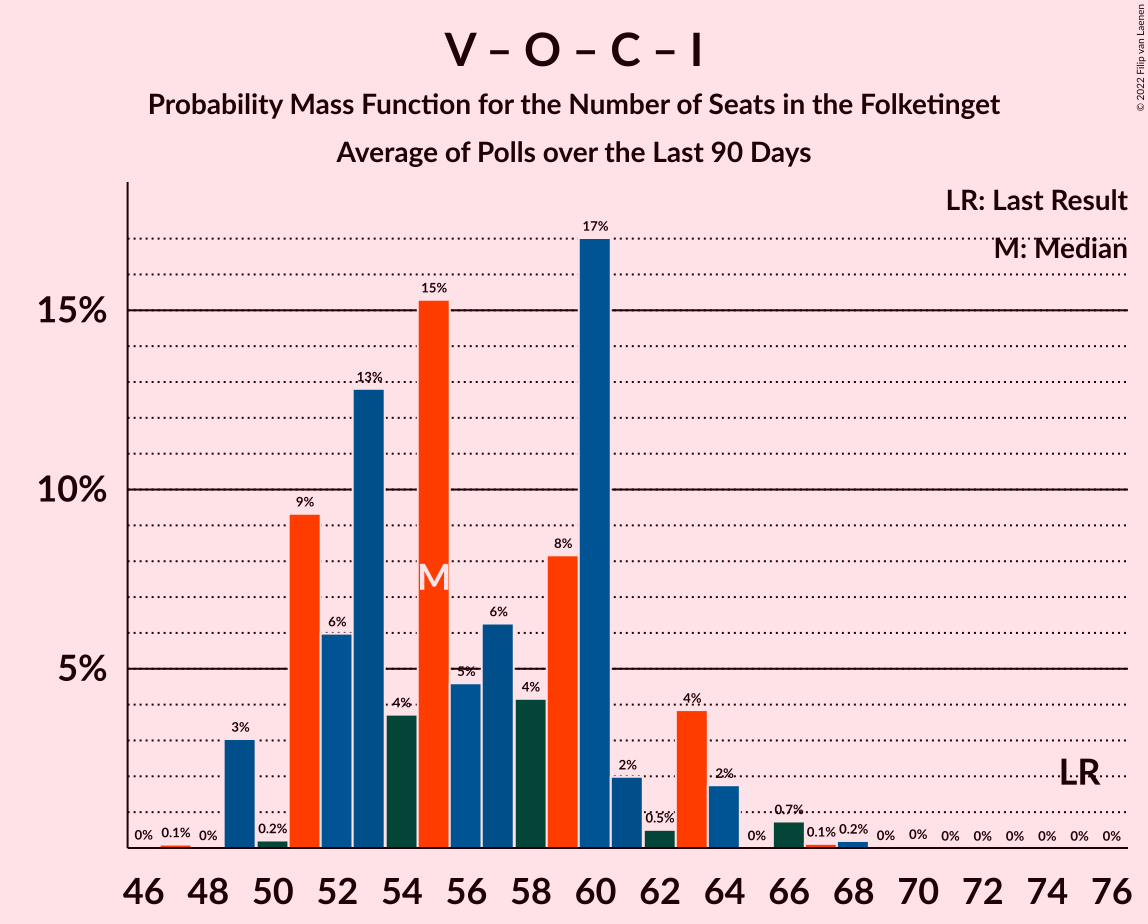 V – O – C – I
Probability Mass Function for the Number of Seats in the Folketinget
Average of Polls over the Last 90 Days
© 2022 Filip van Laenen
LR: Last Result
M: Median
15%
10%
5%
0% 0.1% 0% 3% 0.2% 9% 6% 13% 4% 15% 5% 6% 4% 8% 17% 2% 0.5% 4% 2% 0% 0.7% 0.1% 0.2% 0% 0% 0% 0% 0% 0% 0% 0%
M
LR
46 48 50 52 54 56 58 60 62 64 66 68 70 72 74 76